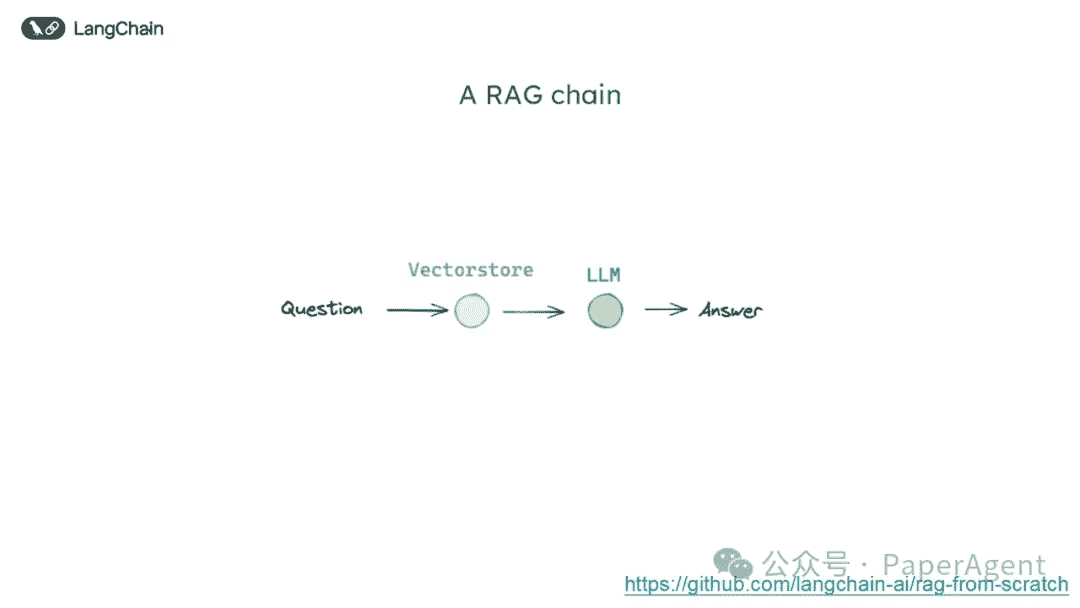 LangChain
A RAG chain
Vectorstore
LLM
Question
Answer
公众号 · PaperAgent
https://github.com/langchain-ai/rag-from-scratch